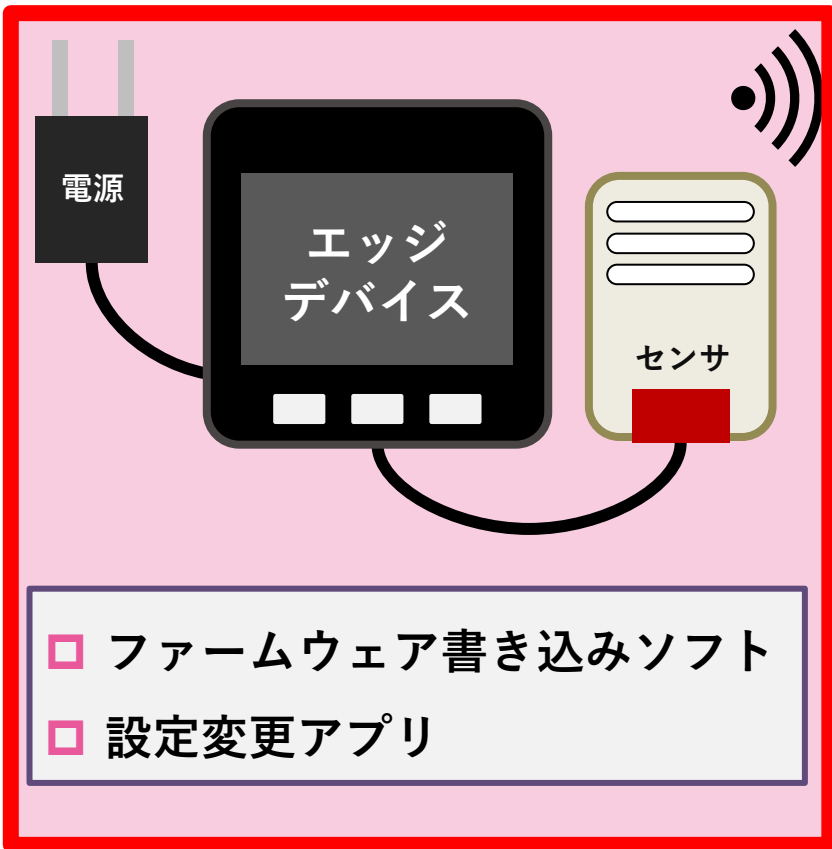 電源
エッジ
デバイス
センサ
ファームウェア書き込みソフト
設定変更アプリ